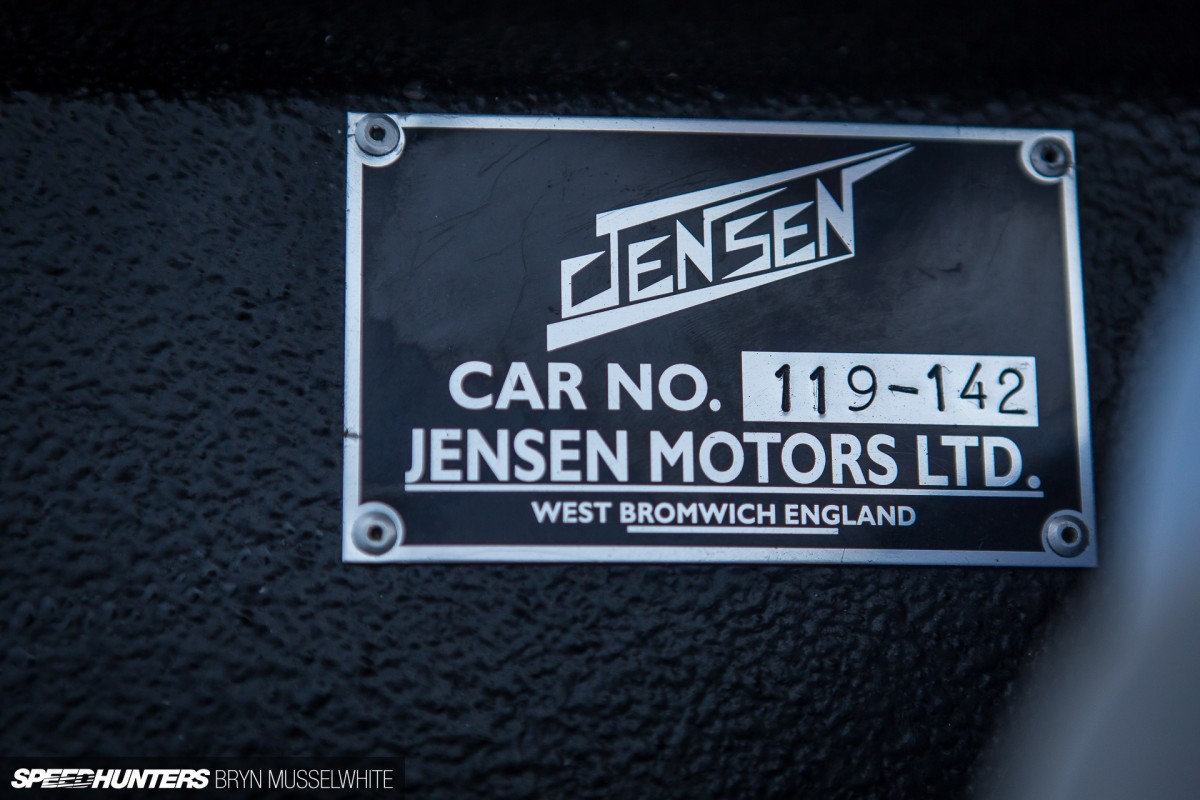 JENSEN
CAR NO. 119-142
JENSEN MOTORS LTD.
WEST BROMWICH ENGLAND
SPEEDHUNTERS BRYN MUSSELWHITE